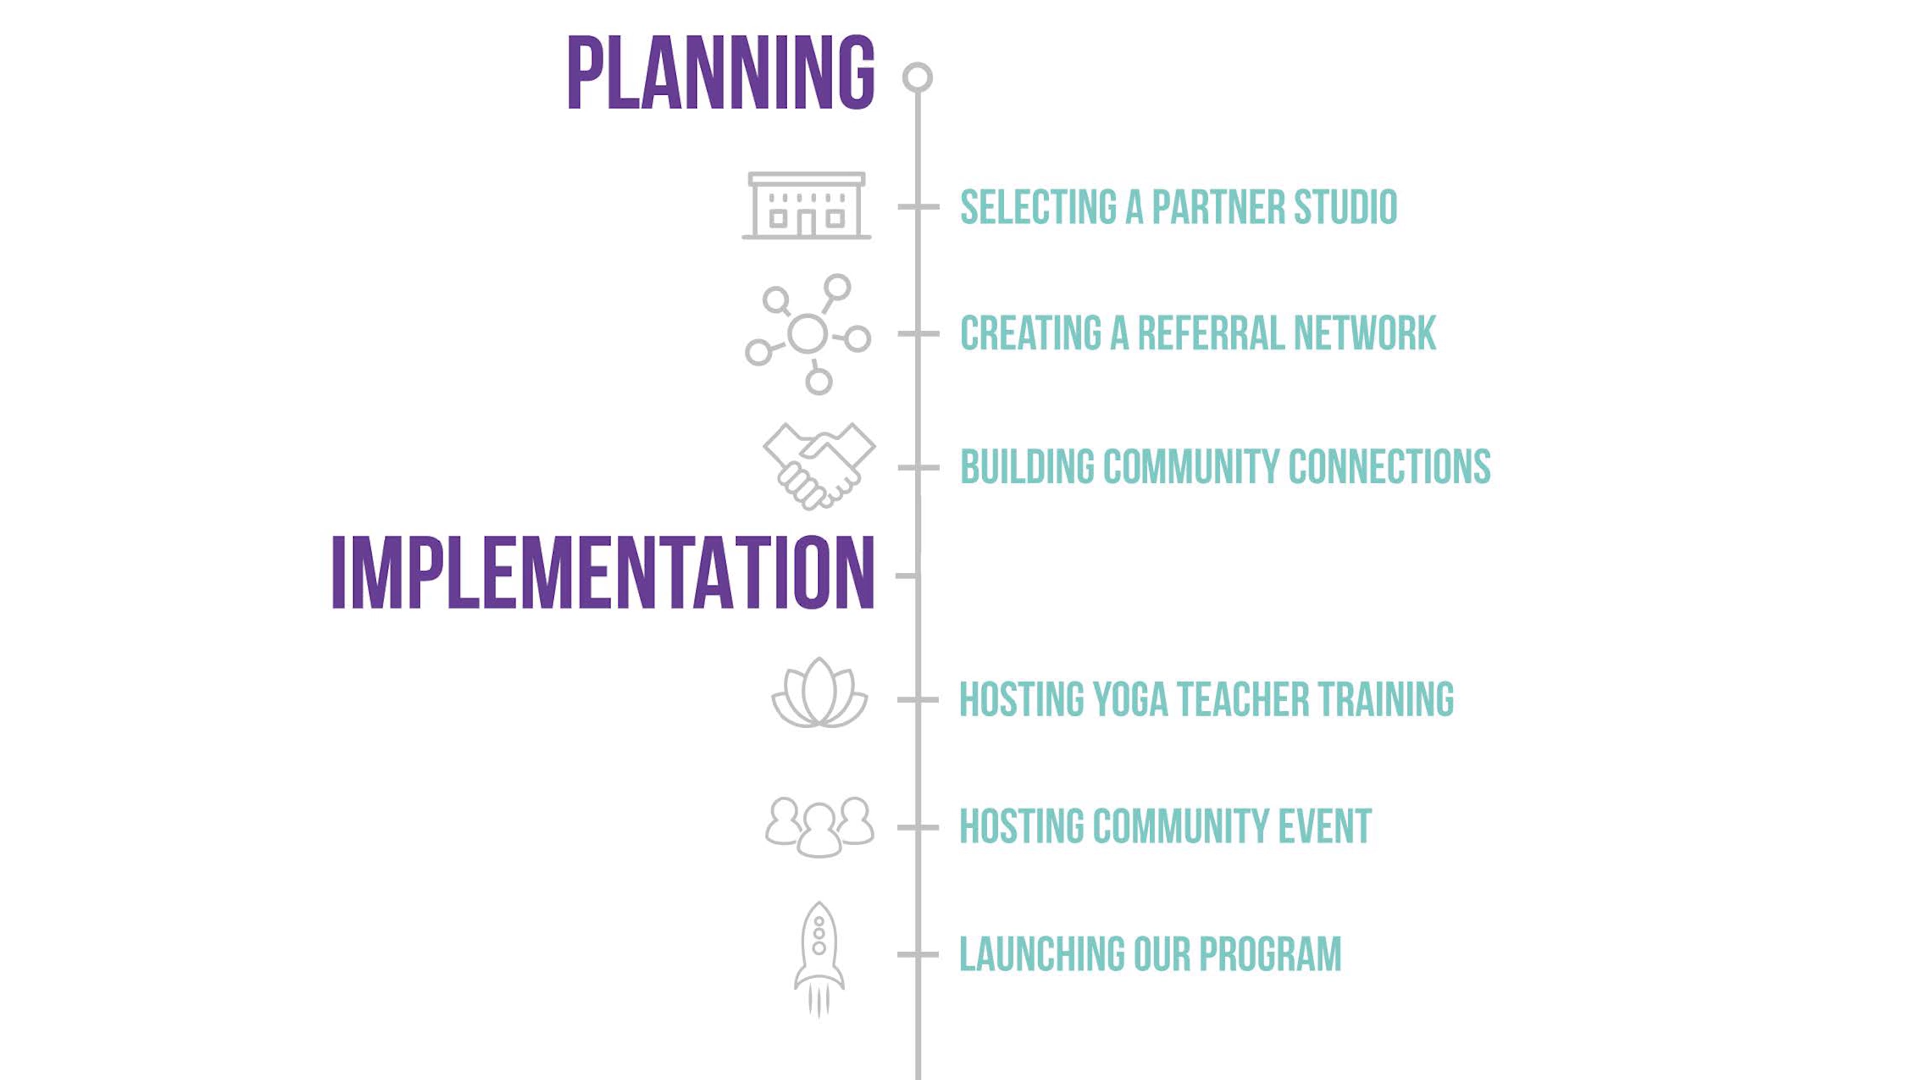 PLANNING
SELECTING A PARTNER STUDIO
CREATING A REFERRAL NETWORK
BUILDING COMMUNITY CONNECTIONS
IMPLEMENTATION
HOSTING YOGA TEACHER TRAINING
HOSTING COMMUNITY EVENT
LAUNCHING OUR PROGRAM